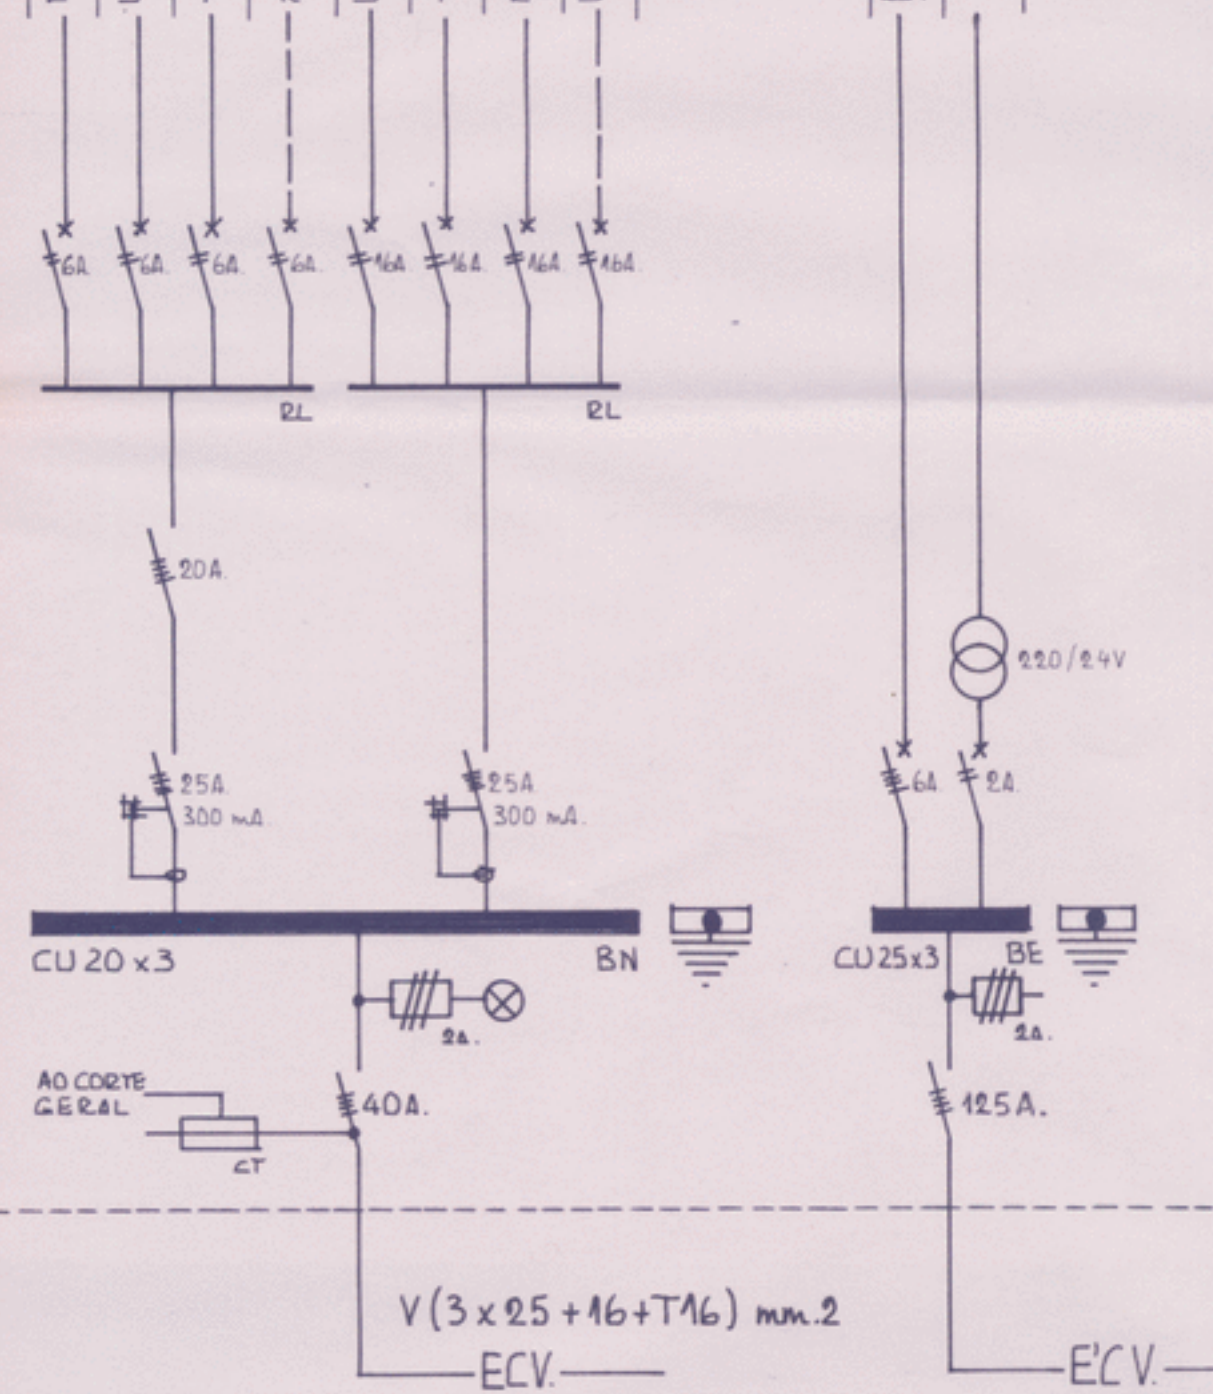 6A. 6A. 6A. 6A. 16A. 16A. 16A. 16A.
RL RL
20A.
220/24V
25A. 25A. 6A. 2A.
300 mA. 300 mA.
CU 20 x 3 BN CU 25x3 BE
2A. 2A.
AO CORTE
GERAL
40A. 125A.
CT
V (3 x 25 + 16 + T16) mm.2
ECV. E'CV.